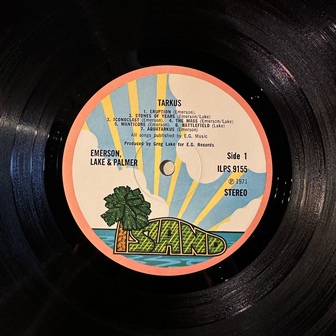 TARKUS
1. ERUPTION (Emerson)
2. STONES OF YEARS (Emerson/Lake)
3. ICONOCLAST (Emerson) 4. THE MASS (Emerson/Lake)
5. MANTICORE (Emerson) 6. BATTLEFIELD (Lake)
7. AQUATARKUS (Emerson)
All songs published by E.G. Music
Produced by Greg Lake for E.G. Records
EMERSON,
LAKE & PALMER
Side 1
ILPS 9155
℗ 1971
STEREO
ISLAND